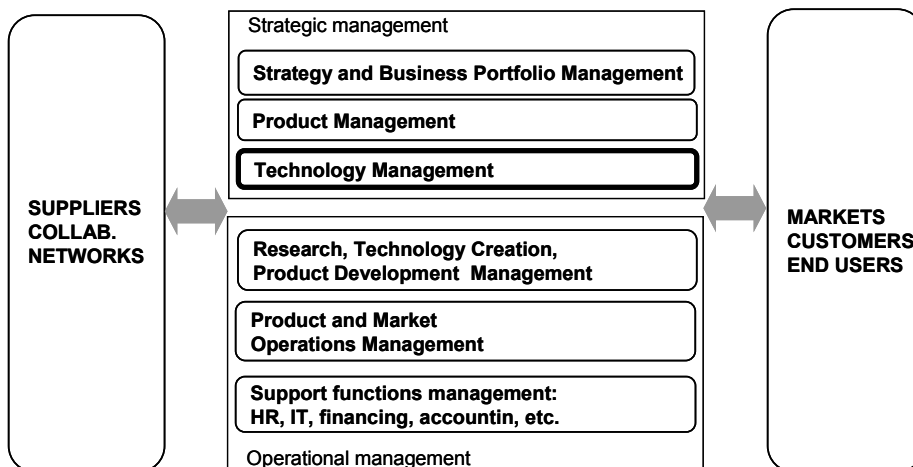 Strategic management
Strategy and Business Portfolio Management
Product Management
Technology Management
SUPPLIERS
COLLAB.
NETWORKS
MARKETS
CUSTOMERS
END USERS
Research, Technology Creation,
Product Development Management
Product and Market
Operations Management
Support functions management:
HR, IT, financing, accountin, etc.
Operational management